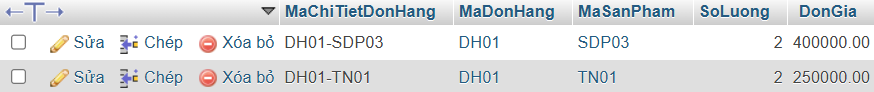 MaChiTietDonHang MaDonHang MaSanPham SoLuong DonGia
Sửa Chép Xóa bỏ DH01-SDP03 DH01 SDP03 2 400000.00
Sửa Chép Xóa bỏ DH01-TN01 DH01 TN01 2 250000.00